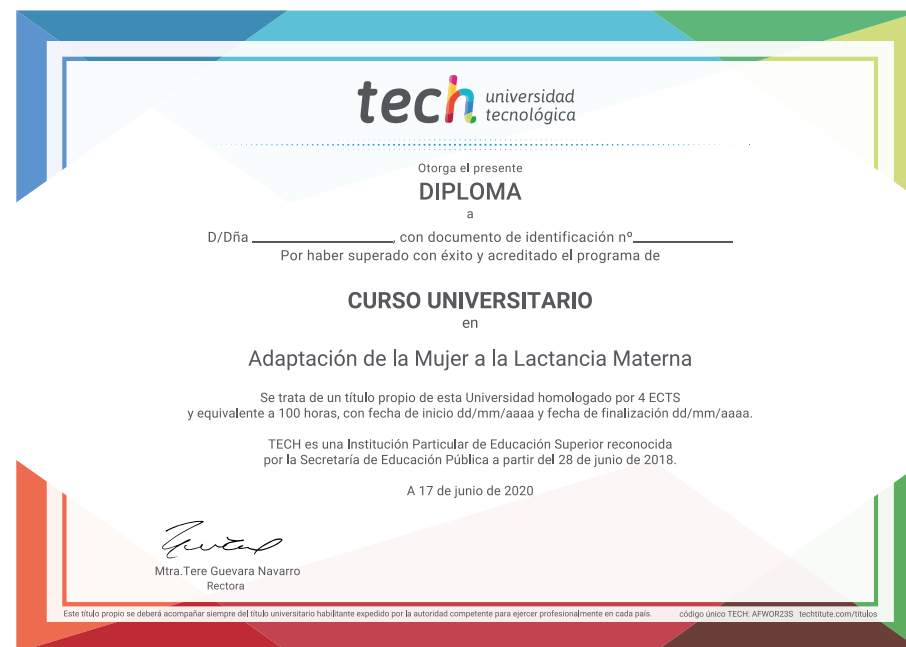 tech universidad
tecnológica
Otorga el presente
DIPLOMA
a
D/Dña ____________________, con documento de identificación nº______________
Por haber superado con éxito y acreditado el programa de
CURSO UNIVERSITARIO
en
Adaptación de la Mujer a la Lactancia Materna
Se trata de un título propio de esta Universidad homologado por 4 ECTS
y equivalente a 100 horas, con fecha de inicio dd/mm/aaaa y fecha de finalización dd/mm/aaaa.
TECH es una Institución Particular de Educación Superior reconocida
por la Secretaría de Educación Pública a partir del 28 de junio de 2018.
A 17 de junio de 2020
Mtra.Tere Guevara Navarro
Rectora
Este título propio se deberá acompañar siempre del título universitario habilitante expedido por la autoridad competente para ejercer profesionalmente en cada país. código único TECH: AFWOR23S techtitute.com/titulos